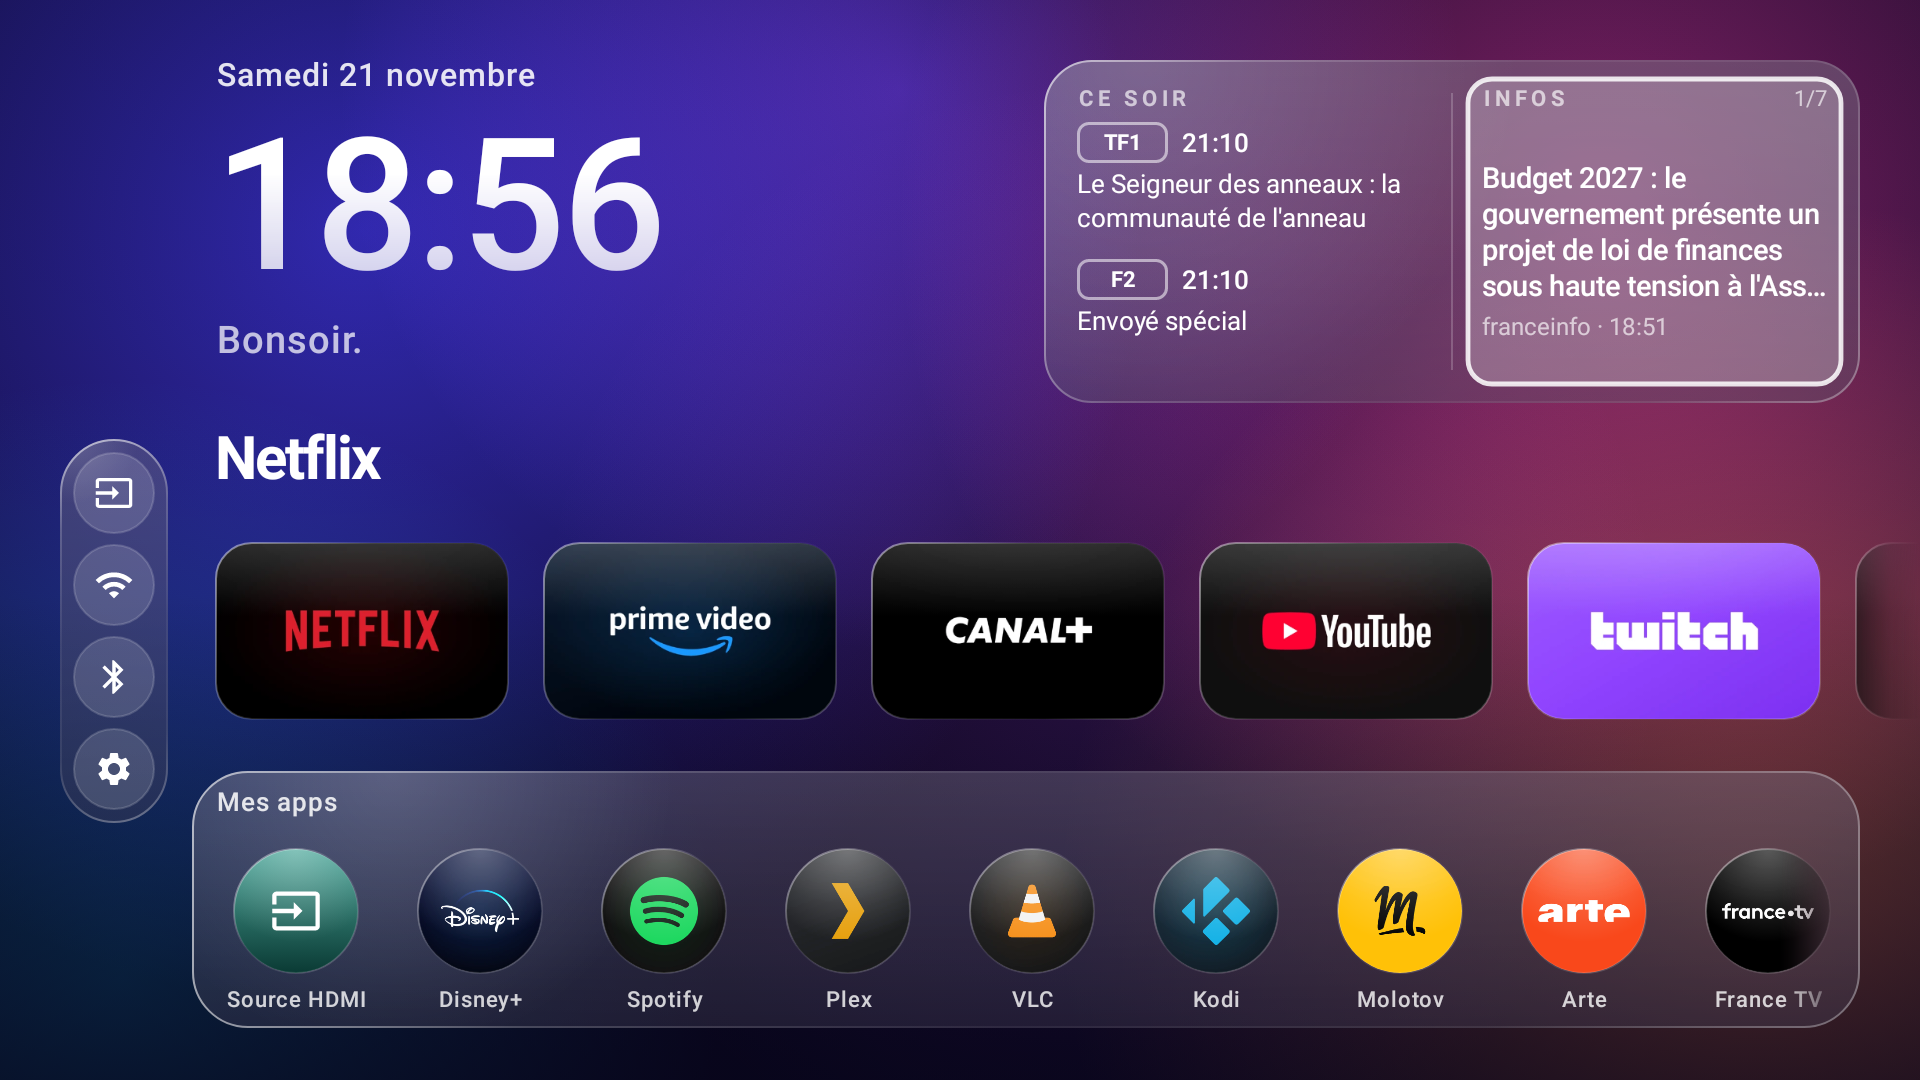 Samedi 21 novembre
18:56
Bonsoir.
CE SOIR
TF1 21:10
Le Seigneur des anneaux : la
communauté de l'anneau
F2 21:10
Envoyé spécial
INFOS 1/7
Budget 2027 : le
gouvernement présente un
projet de loi de finances
sous haute tension à l'Ass...
franceinfo · 18:51
Netflix
NETFLIX
prime video
CANAL+
YouTube
twitch
Mes apps
Disney+
M.
arte
france•tv
Source HDMI
Disney+
Spotify
Plex
VLC
Kodi
Molotov
Arte
France TV